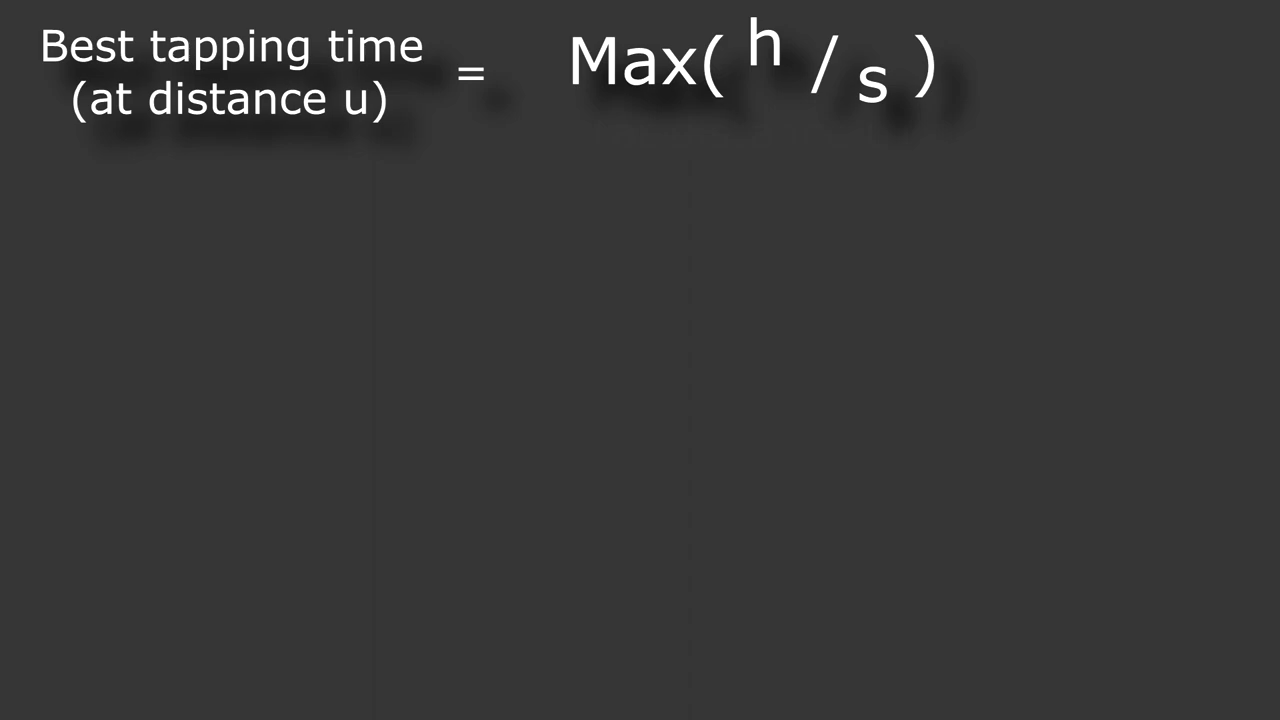 Best tapping time
(at distance u)
= Max( h / s )